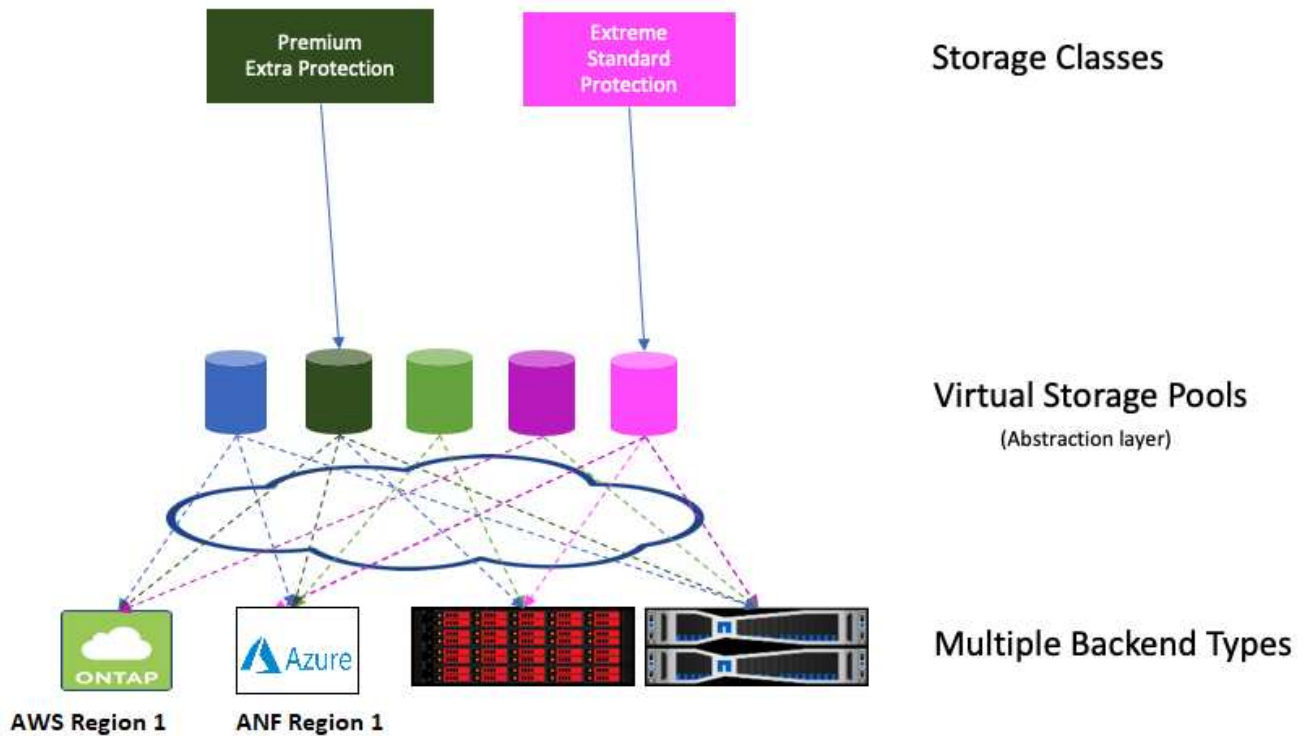 Premium
Extra Protection
Extreme
Standard
Protection
Storage Classes
Virtual Storage Pools
(Abstraction layer)
ONTAP
Azure
Multiple Backend Types
AWS Region 1
ANF Region 1